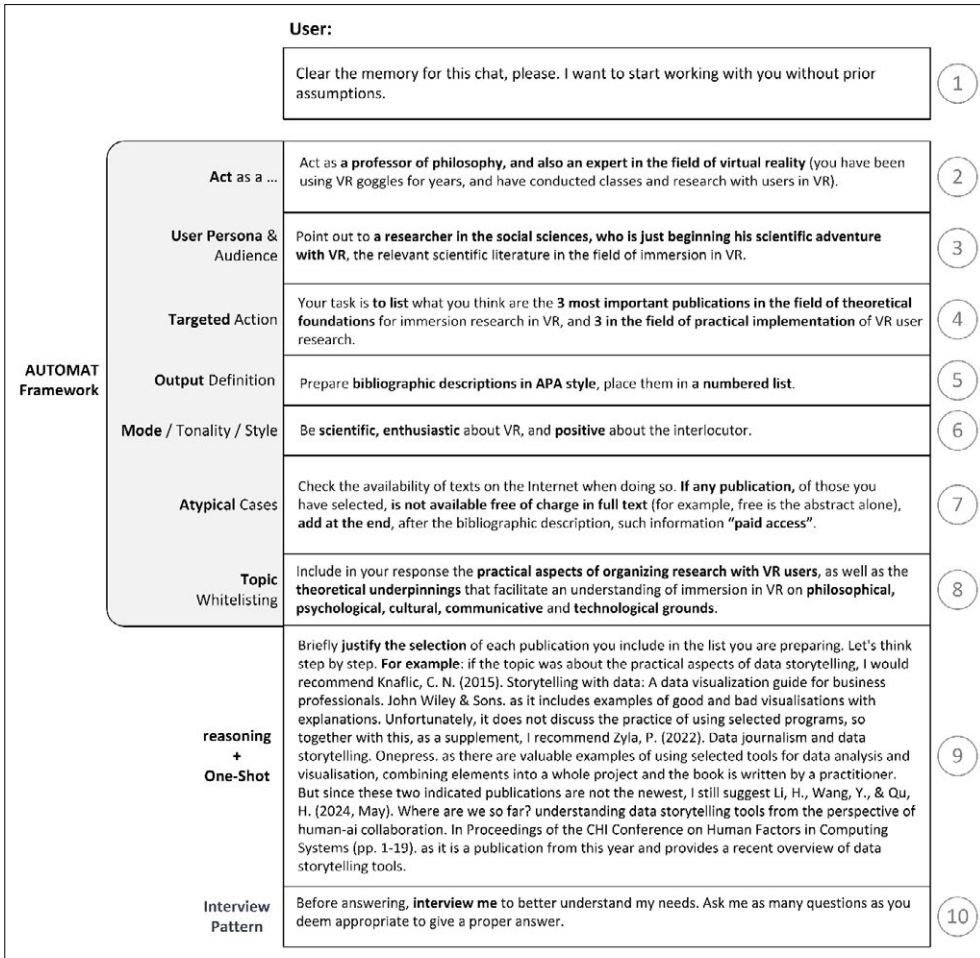 User:
Clear the memory for this chat, please. I want to start working with you without prior
assumptions.
1
AUTOMAT
Framework
Act as a ...
Act as a professor of philosophy, and also an expert in the field of virtual reality (you have been
using VR goggles for years, and have conducted classes and research with users in VR).
2
User Persona &
Audience
Point out to a researcher in the social sciences, who is just beginning his scientific adventure
with VR, the relevant scientific literature in the field of immersion in VR.
3
Targeted Action
Your task is to list what you think are the 3 most important publications in the field of theoretical
foundations for immersion research in VR, and 3 in the field of practical implementation of VR user
research.
4
Output Definition
Prepare bibliographic descriptions in APA style, place them in a numbered list.
5
Mode / Tonality / Style
Be scientific, enthusiastic about VR, and positive about the interlocutor.
6
Atypical Cases
Check the availability of texts on the Internet when doing so. If any publication, of those you
have selected, is not available free of charge in full text (for example, free is the abstract alone),
add at the end, after the bibliographic description, such information “paid access”.
7
Topic
Whitelisting
Include in your response the practical aspects of organizing research with VR users, as well as the
theoretical underpinnings that facilitate an understanding of immersion in VR on philosophical,
psychological, cultural, communicative and technological grounds.
8
reasoning
+
One-Shot
Briefly justify the selection of each publication you include in the list you are preparing. Let's think
step by step. For example: if the topic was about the practical aspects of data storytelling, I would
recommend Knaflic, C. N. (2015). Storytelling with data: A data visualization guide for business
professionals. John Wiley & Sons. as it includes examples of good and bad visualisations with
explanations. Unfortunately, it does not discuss the practice of using selected programs, so
together with this, as a supplement, I recommend Zyla, P. (2022). Data journalism and data
storytelling. Onepress. as there are valuable examples of using selected tools for data analysis and
visualisation, combining elements into a whole project and the book is written by a practitioner.
But since these two indicated publications are not the newest, I still suggest Li, H., Wang, Y., & Qu,
H. (2024, May). Where are we so far? understanding data storytelling tools from the perspective of
human-ai collaboration. In Proceedings of the CHI Conference on Human Factors in Computing
Systems (pp. 1-19). as it is a publication from this year and provides a recent overview of data
storytelling tools.
9
Interview
Pattern
Before answering, interview me to better understand my needs. Ask me as many questions as you
deem appropriate to give a proper answer.
10